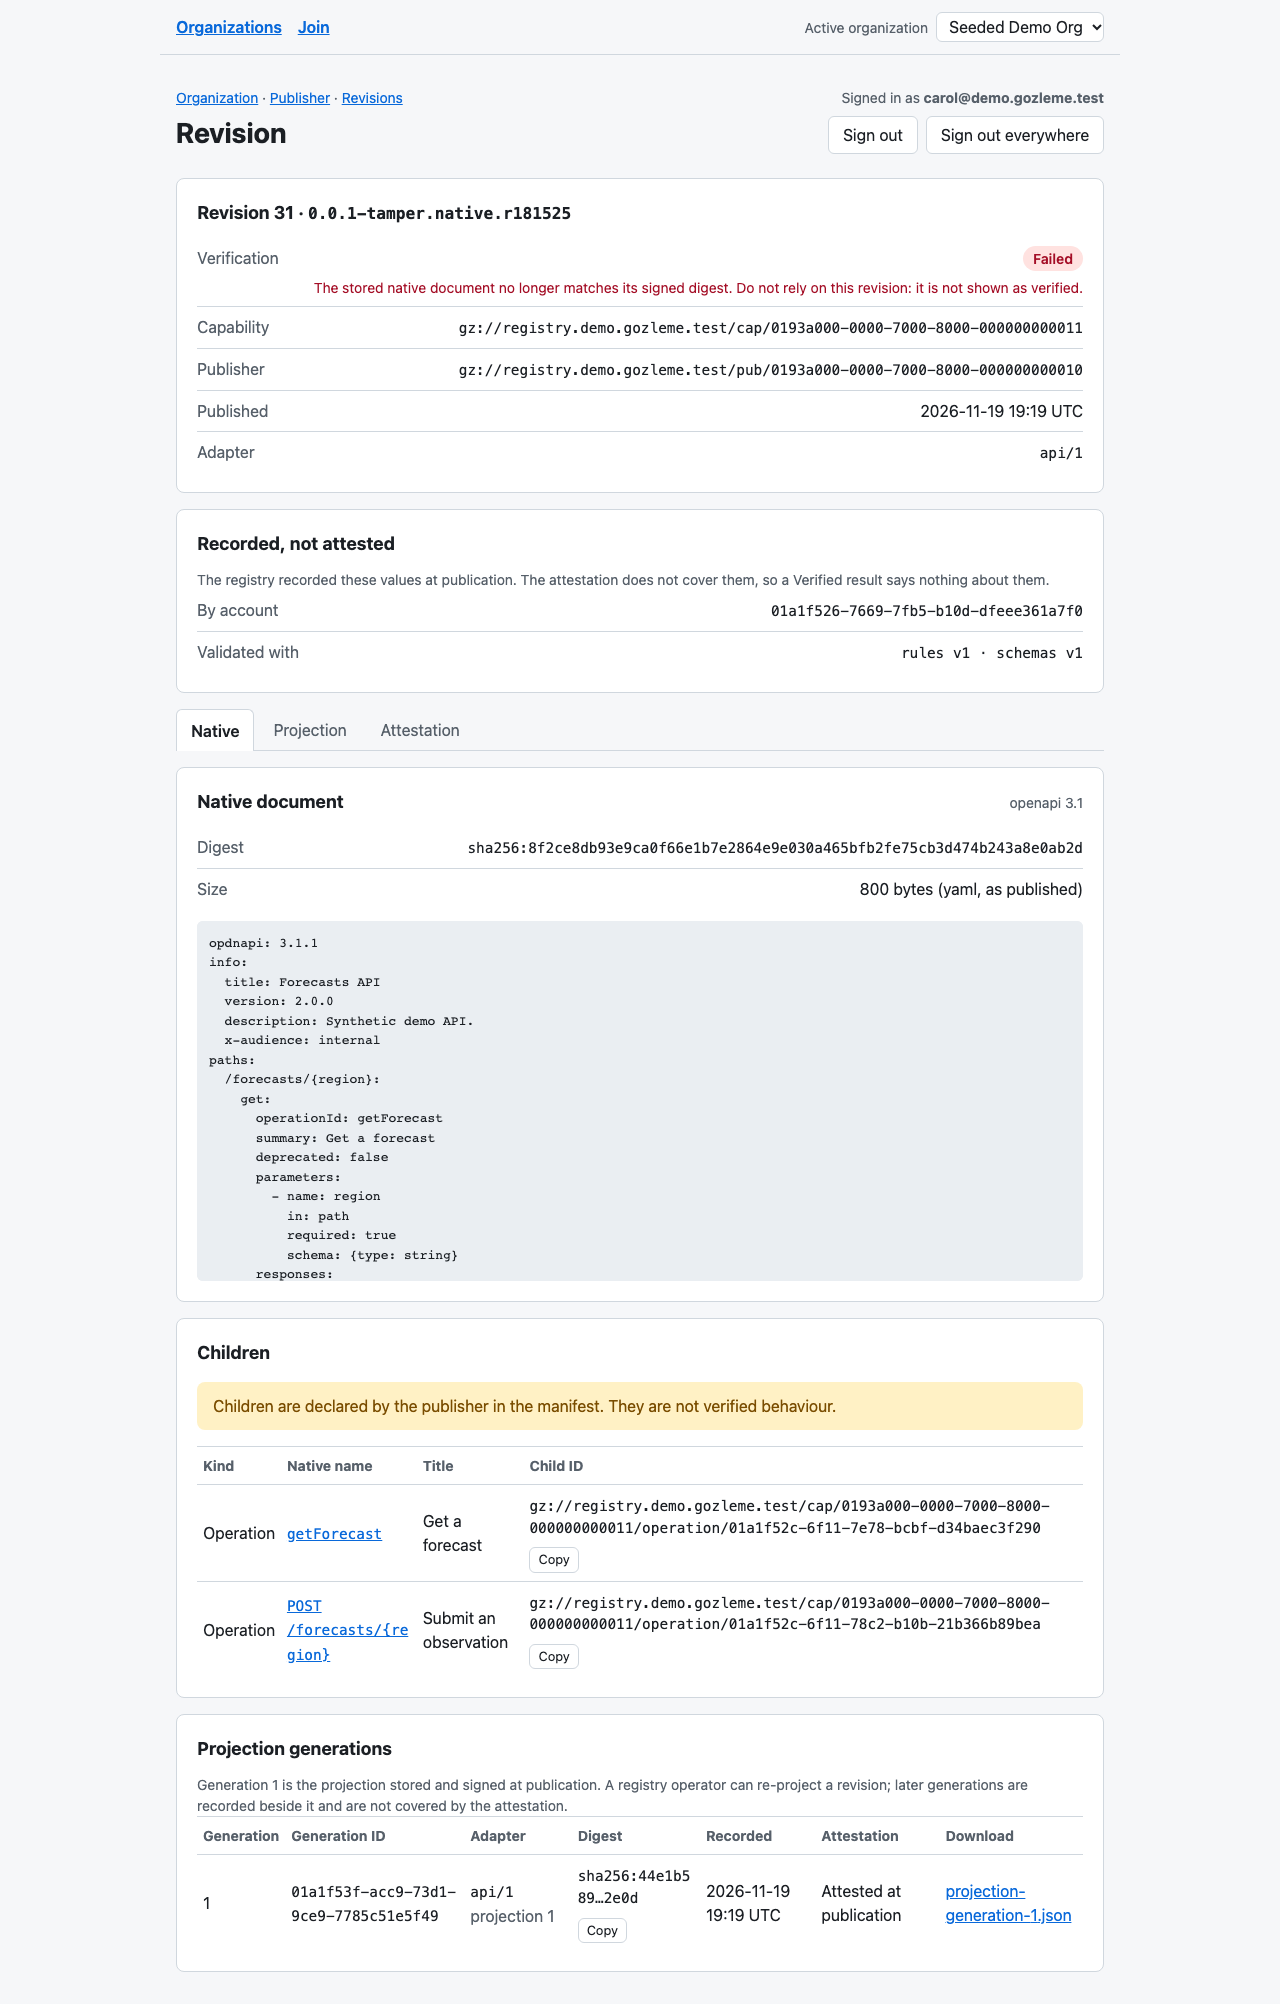 Organizations Join Active organization Seeded Demo Org
Organization · Publisher · Revisions Signed in as carol@demo.gozleme.test
Revision Sign out Sign out everywhere
Revision 31 · 0.0.1-tamper.native.r181525
Verification Failed
The stored native document no longer matches its signed digest. Do not rely on this revision: it is not shown as verified.
Capability gz://registry.demo.gozleme.test/cap/0193a000-0000-7000-8000-000000000011
Publisher gz://registry.demo.gozleme.test/pub/0193a000-0000-7000-8000-000000000010
Published 2026-11-19 19:19 UTC
Adapter api/1
Recorded, not attested
The registry recorded these values at publication. The attestation does not cover them, so a Verified result says nothing about them.
By account 01a1f526-7669-7fb5-b10d-dfeee361a7f0
Validated with rules v1 · schemas v1
Native Projection Attestation
Native document openapi 3.1
Digest sha256:8f2ce8db93e9ca0f66e1b7e2864e9e030a465bfb2fe75cb3d474b243a8e0ab2d
Size 800 bytes (yaml, as published)
opdnapi: 3.1.1
info:
  title: Forecasts API
  version: 2.0.0
  description: Synthetic demo API.
  x-audience: internal
paths:
  /forecasts/{region}:
    get:
      operationId: getForecast
      summary: Get a forecast
      deprecated: false
      parameters:
        - name: region
          in: path
          required: true
          schema: {type: string}
      responses:
Children
Children are declared by the publisher in the manifest. They are not verified behaviour.
Kind Native name Title Child ID
Operation getForecast Get a forecast gz://registry.demo.gozleme.test/cap/0193a000-0000-7000-8000-
000000000011/operation/01a1f52c-6f11-7e78-bcbf-d34baec3f290
Copy
Operation POST /forecasts/{region} Submit an observation gz://registry.demo.gozleme.test/cap/0193a000-0000-7000-8000-
000000000011/operation/01a1f52c-6f11-78c2-b10b-21b366b89bea
Copy
Projection generations
Generation 1 is the projection stored and signed at publication. A registry operator can re-project a revision; later generations are
recorded beside it and are not covered by the attestation.
Generation Generation ID Adapter Digest Recorded Attestation Download
1 01a1f53f-acc9-73d1-9ce9-7785c51e5f49 api/1 projection 1 sha256:44e1b589…2e0d 2026-11-19 19:19 UTC Attested at publication projection-generation-1.json
Copy